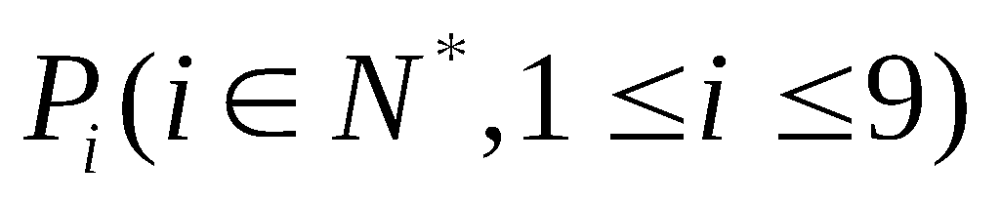 P_i(i ∈ N*,1 ≤ i ≤ 9)